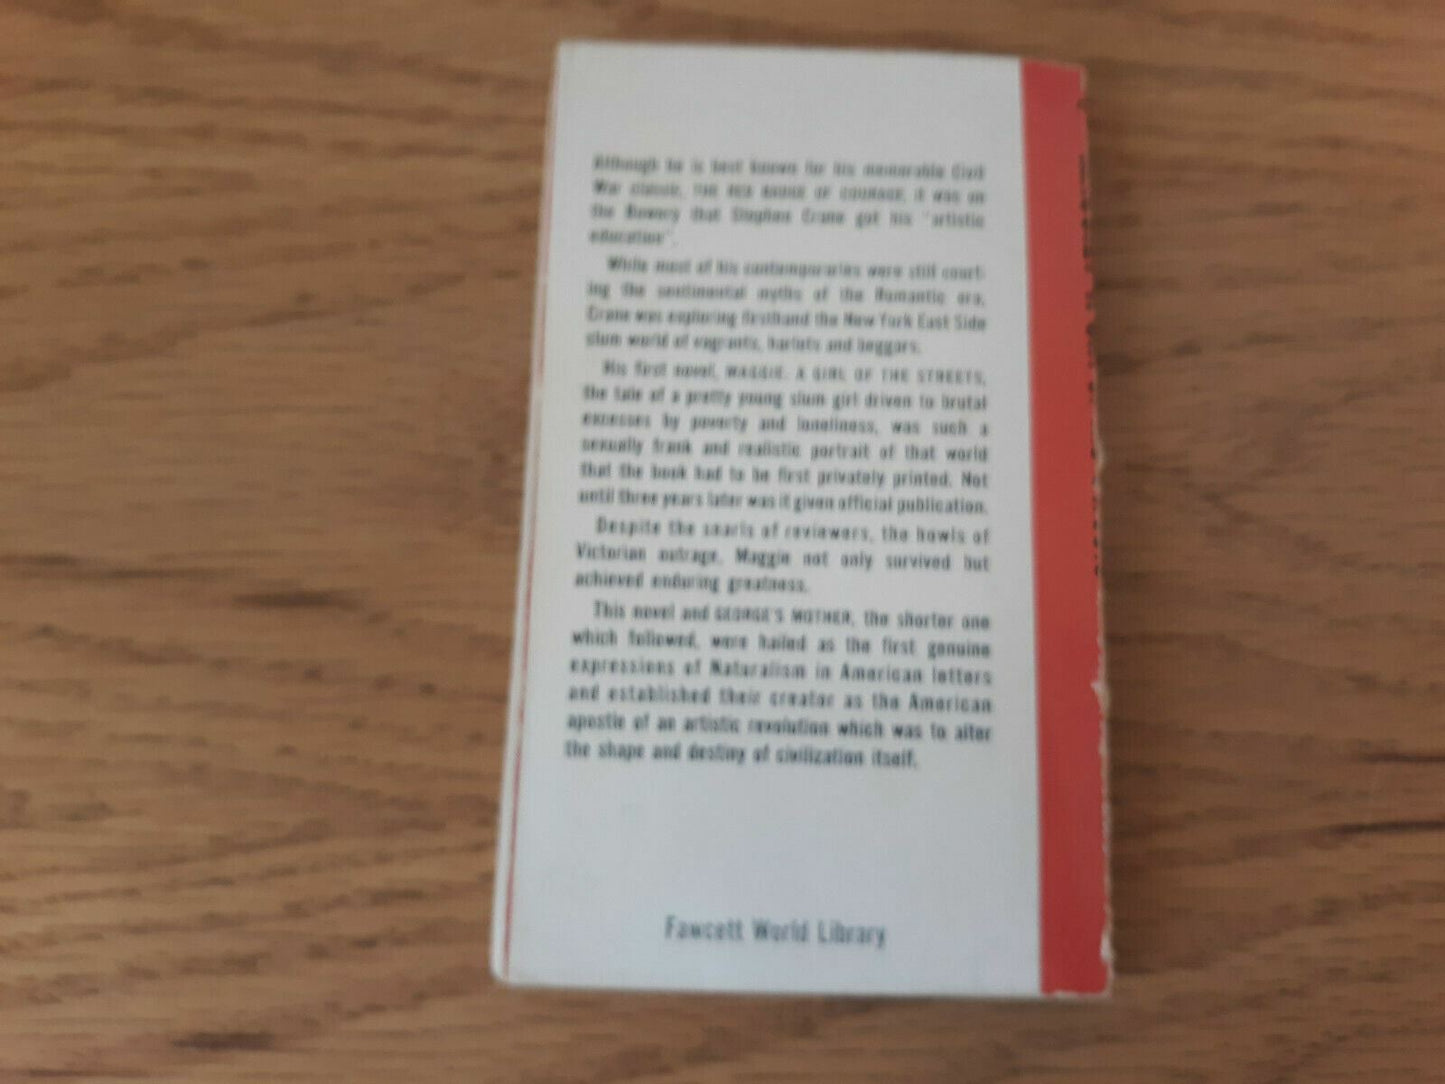 Although he is best known for his memorable Civil
War classic, THE RED BADGE OF COURAGE, it was on
the Bowery that Stephen Crane got his "artistic
education".
While most of his contemporaries were still court-
ing the sentimental myths of the Romantic era,
Crane was exploring firsthand the New York East Side
slum world of vagrants, harlots and beggars.
His first novel, MAGGIE: A GIRL OF THE STREETS,
the tale of a pretty young slum girl driven to brutal
excesses by poverty and loneliness, was such a
sexually frank and realistic portrait of that world
that the book had to be first privately printed. Not
until three years later was it given official publication.
Despite the snarls of reviewers, the howls of
Victorian outrage, Maggie not only survived but
achieved enduring greatness.
This novel and GEORGE'S MOTHER, the shorter one
which followed, were hailed as the first genuine
expressions of Naturalism in American letters
and established their creator as the American
apostle of an artistic revolution which was to alter
the shape and destiny of civilization itself.
Fawcett World Library